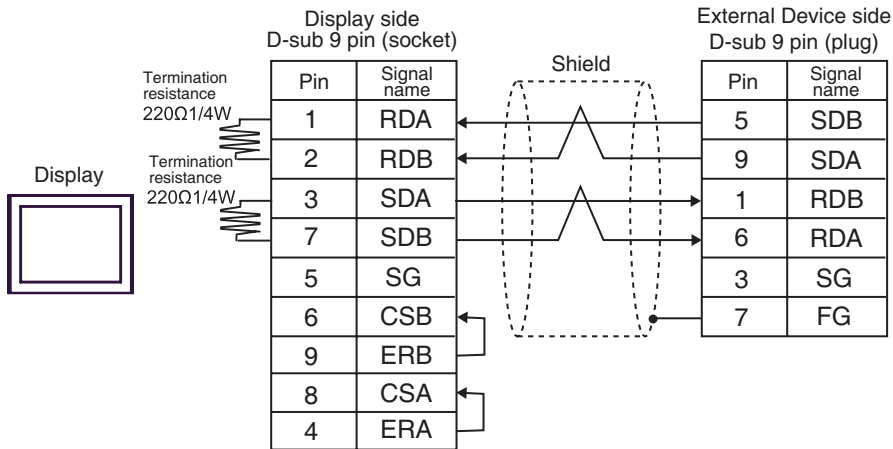 Display side
D-sub 9 pin (socket)
External Device side
D-sub 9 pin (plug)
Shield
Termination
resistance
220Ω1/4W
Termination
resistance
220Ω1/4W
Display
Pin Signal name
1 RDA
2 RDB
3 SDA
7 SDB
5 SG
6 CSB
9 ERB
8 CSA
4 ERA
Pin Signal name
5 SDB
9 SDA
1 RDB
6 RDA
3 SG
7 FG